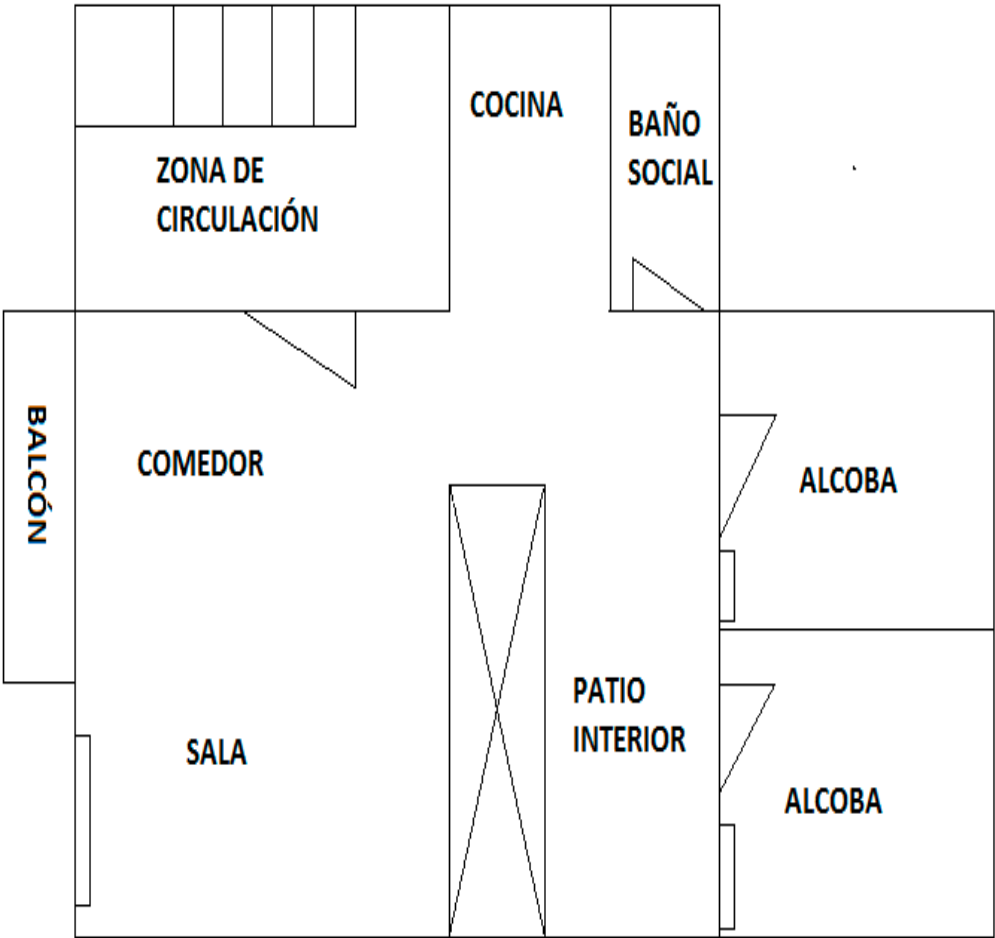 COCINA
BAÑO
SOCIAL
ZONA DE
CIRCULACIÓN
BALCÓN
COMEDOR
ALCOBA
PATIO
INTERIOR
SALA
ALCOBA